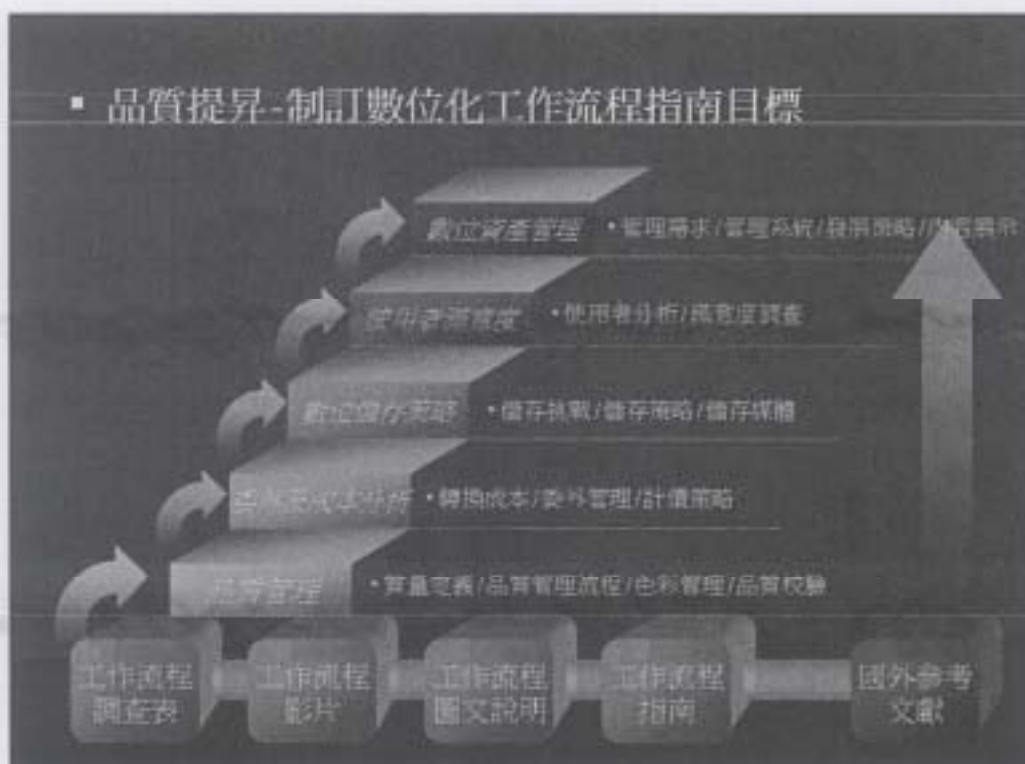 ▪ 品質提昇-制訂數位化工作流程指南目標
數位資產管理 •管理需求/管理系統/發展策略/內容展示
使用者滿意度 •使用者分析/滿意度調查
數位儲存策略 •儲存挑戰/儲存策略/儲存媒體
委外及成本分析 •轉換成本/委外管理/計價策略
品質管理 •質量定義/品質管理流程/色彩管理/品質校驗
工作流程
調查表
工作流程
影片
工作流程
圖文說明
工作流程
指南
國外參考
文獻